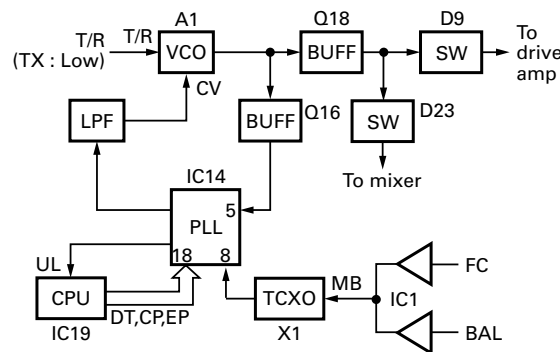 A1
Q18
D9
T/R
T/R
(TX : Low)
VCO
BUFF
SW
To
drive
amp
CV
LPF
BUFF
Q16
SW
D23
IC14
To mixer
5
PLL
18
8
UL
FC
CPU
TCXO
MB
IC1
IC19
DT,CP,EP
X1
BAL